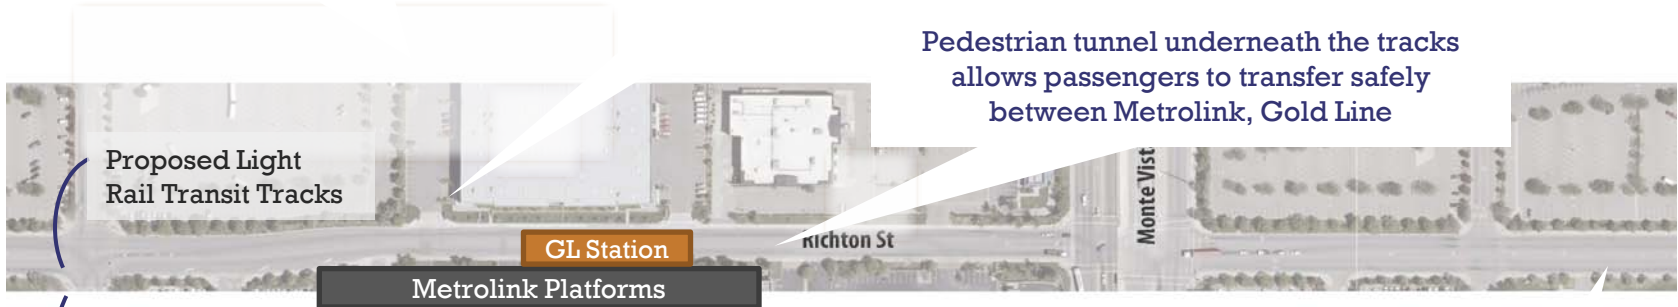 Pedestrian tunnel underneath the tracks
allows passengers to transfer safely
between Metrolink, Gold Line
Proposed Light
Rail Transit Tracks
Monte Vist
Richton St
GL Station
Metrolink Platforms